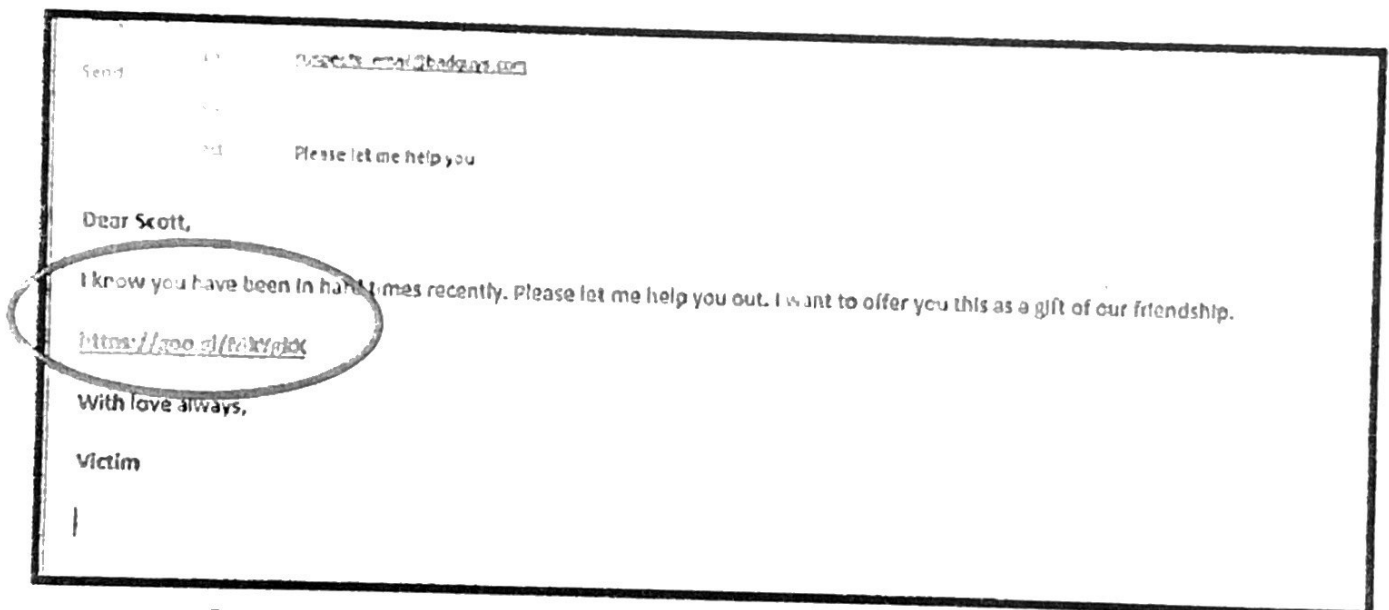 Send
Please let me help you
Dear Scott,
I know you have been in hard times recently. Please let me help you out. I want to offer you this as a gift of our friendship.
With love always,
Victim